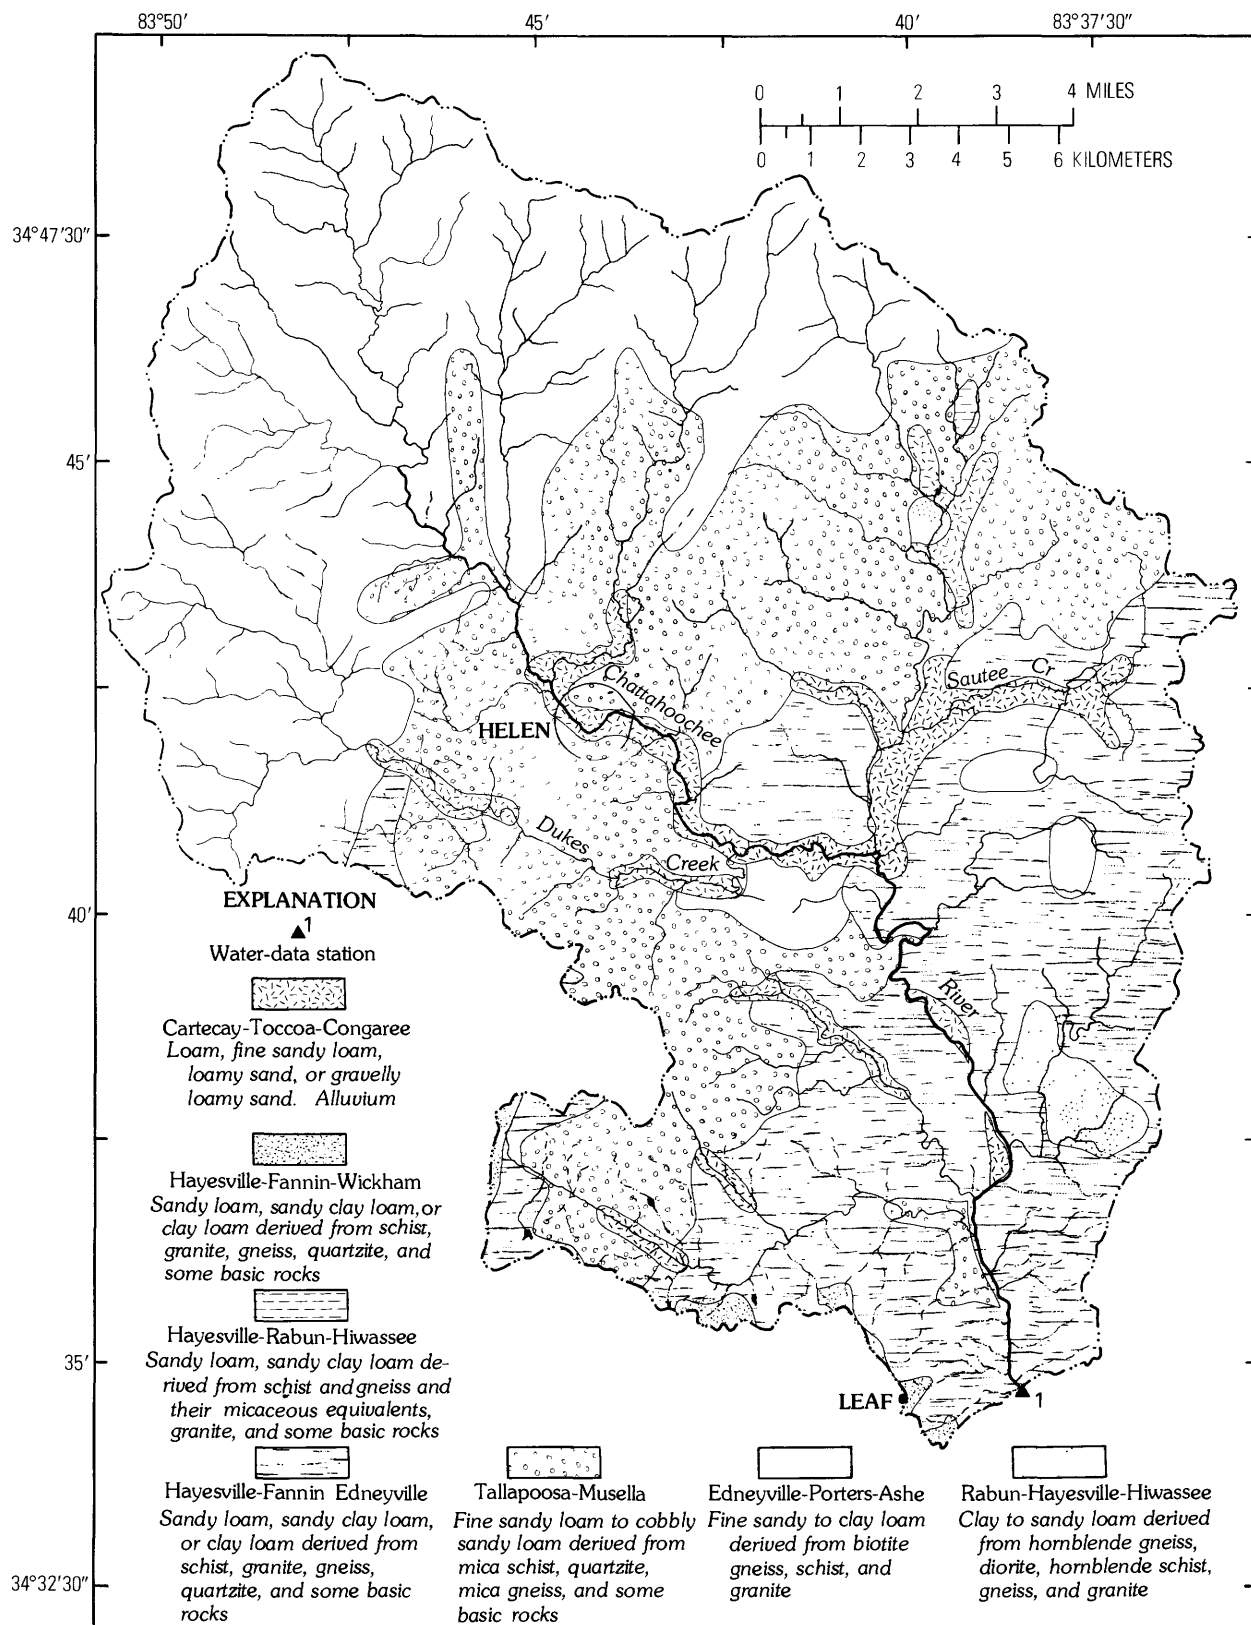 83°50′ 45′ 40′ 83°37′30″
0 1 2 3 4 MILES
0 1 2 3 4 5 6 KILOMETERS
34°47′30″
45′
Sautee Cr
Chattahoochee
HELEN
Dukes Creek
40′
River
EXPLANATION
1
Water-data station
Cartecay-Toccoa-Congaree
Loam, fine sandy loam,
loamy sand, or gravelly
loamy sand. Alluvium
Hayesville-Fannin-Wickham
Sandy loam, sandy clay loam, or
clay loam derived from schist,
granite, gneiss, quartzite, and
some basic rocks
Hayesville-Rabun-Hiwassee
Sandy loam, sandy clay loam de-
rived from schist and gneiss and
their micaceous equivalents,
granite, and some basic rocks
35′
LEAF
1
Hayesville-Fannin Edneyville
Sandy loam, sandy clay loam,
or clay loam derived from
schist, granite, gneiss,
quartzite, and some basic
rocks
Tallapoosa-Musella
Fine sandy loam to cobbly
sandy loam derived from
mica schist, quartzite,
mica gneiss, and some
basic rocks
Edneyville-Porters-Ashe
Fine sandy to clay loam
derived from biotite
gneiss, schist, and
granite
Rabun-Hayesville-Hiwassee
Clay to sandy loam derived
from hornblende gneiss,
diorite, hornblende schist,
gneiss, and granite
34°32′30″